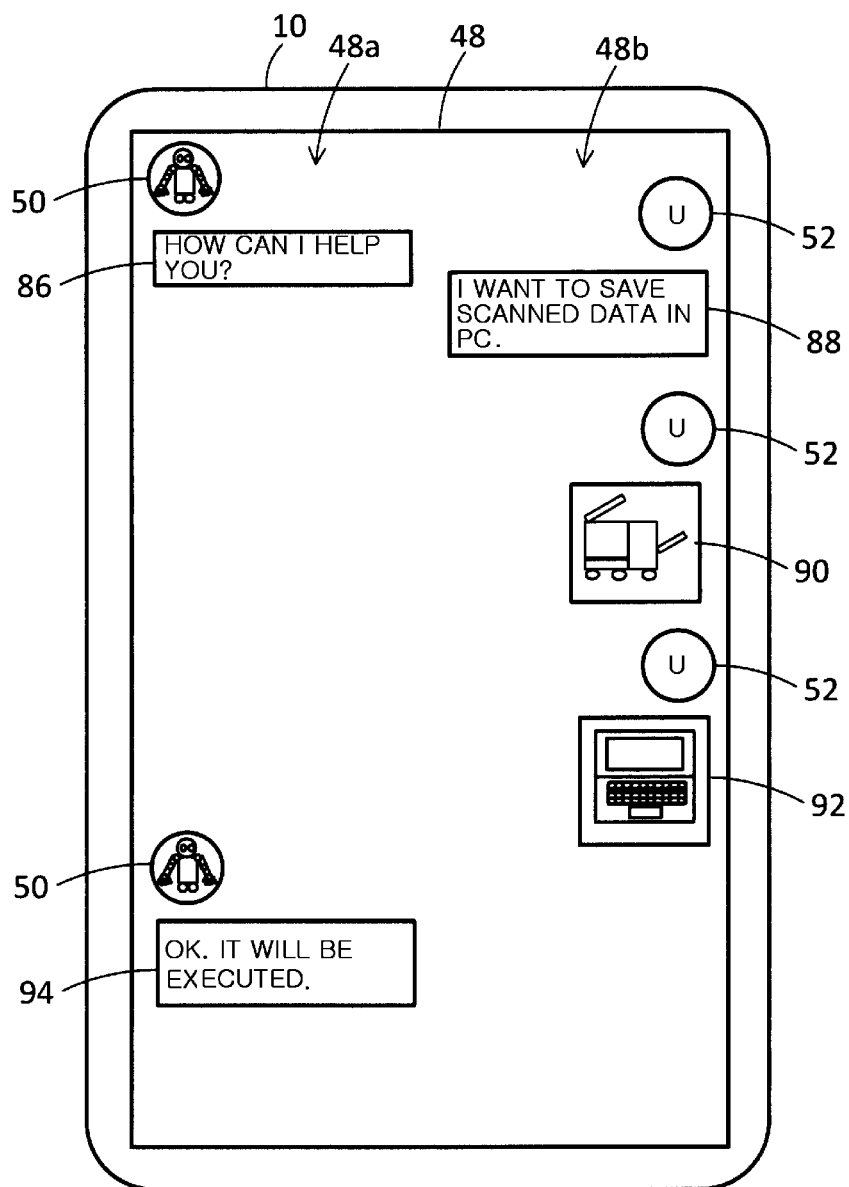 10
48a
48
48b
50
U
52
HOW CAN I HELP
YOU?
86
I WANT TO SAVE
SCANNED DATA IN
PC.
88
U
52
90
U
52
92
50
OK. IT WILL BE
EXECUTED.
94